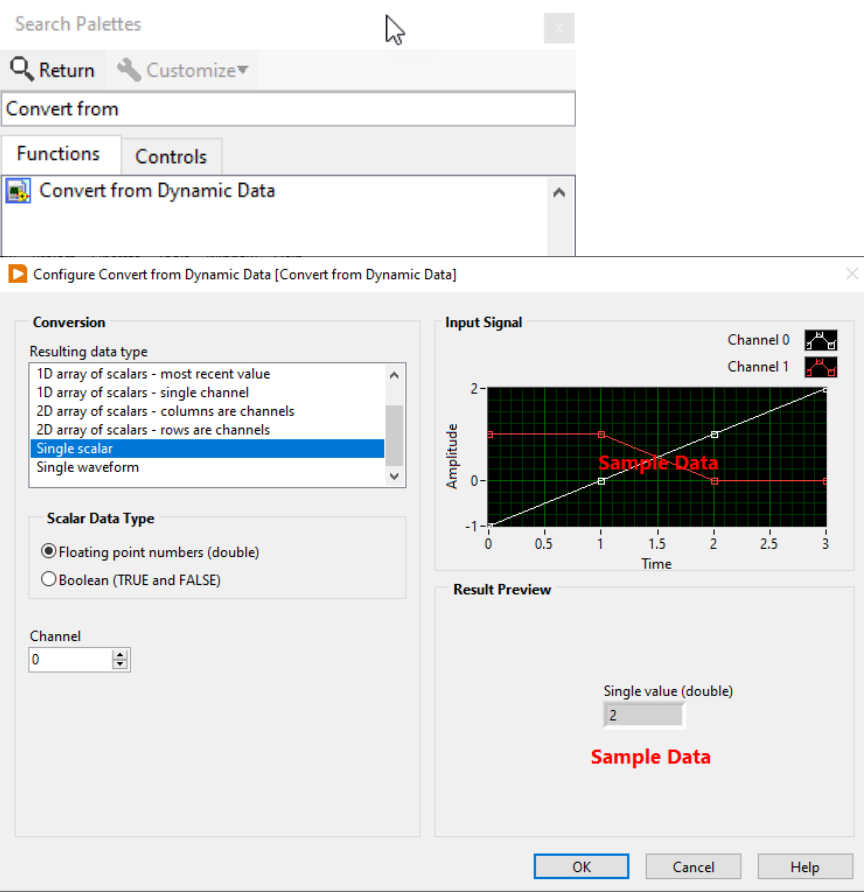 Search Palettes
x
Return Customize
Convert from
Functions Controls
Convert from Dynamic Data
Configure Convert from Dynamic Data [Convert from Dynamic Data]
Conversion
Resulting data type
1D array of scalars - most recent value
1D array of scalars - single channel
2D array of scalars - columns are channels
2D array of scalars - rows are channels
Single scalar
Single waveform
Scalar Data Type
Floating point numbers (double)
Boolean (TRUE and FALSE)
Channel
0
Input Signal
Channel 0
Channel 1
2
0
-1
Amplitude
Sample Data
0 0.5 1 1.5 2 2.5 3
Time
Result Preview
Single value (double)
2
Sample Data
OK Cancel Help